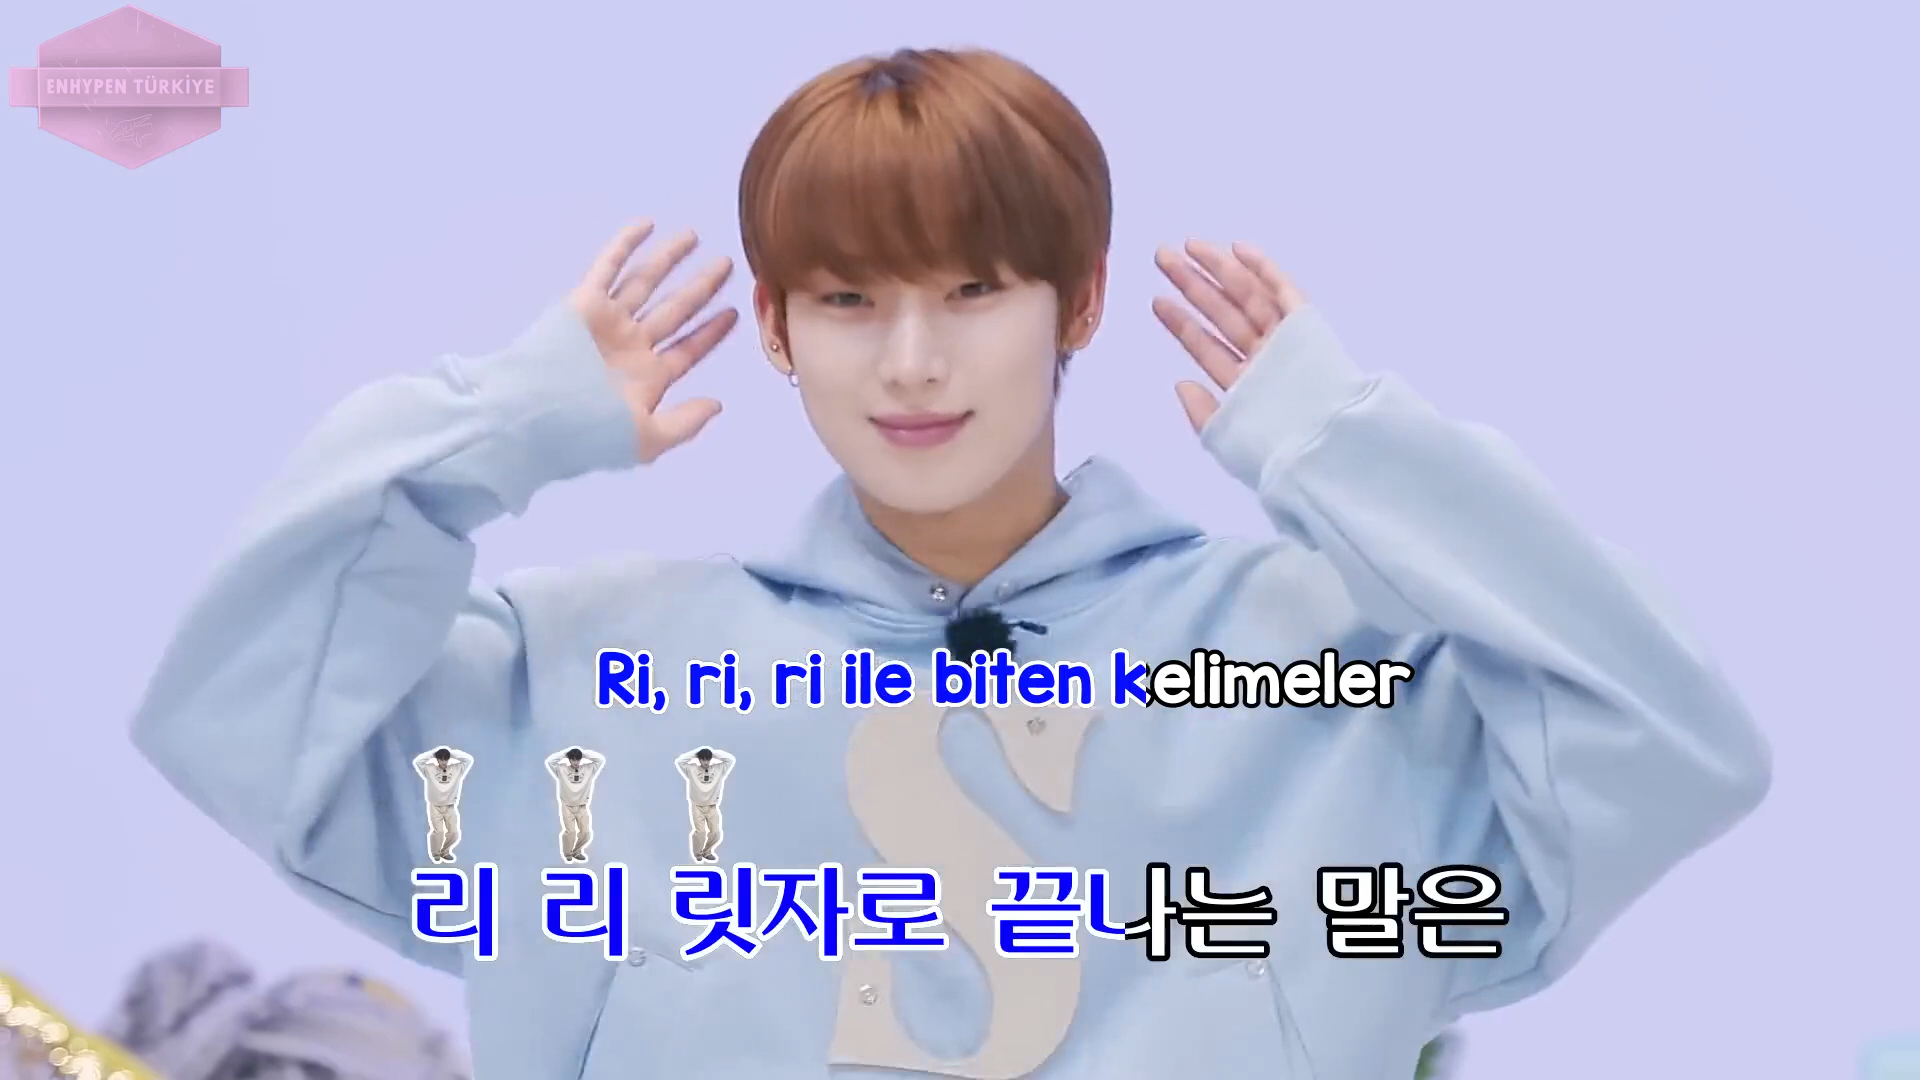 ENHYPEN TÜRKİYE
Ri, ri, ri ile biten kelimeler
리 리 릿자로 끝나는 말은
S